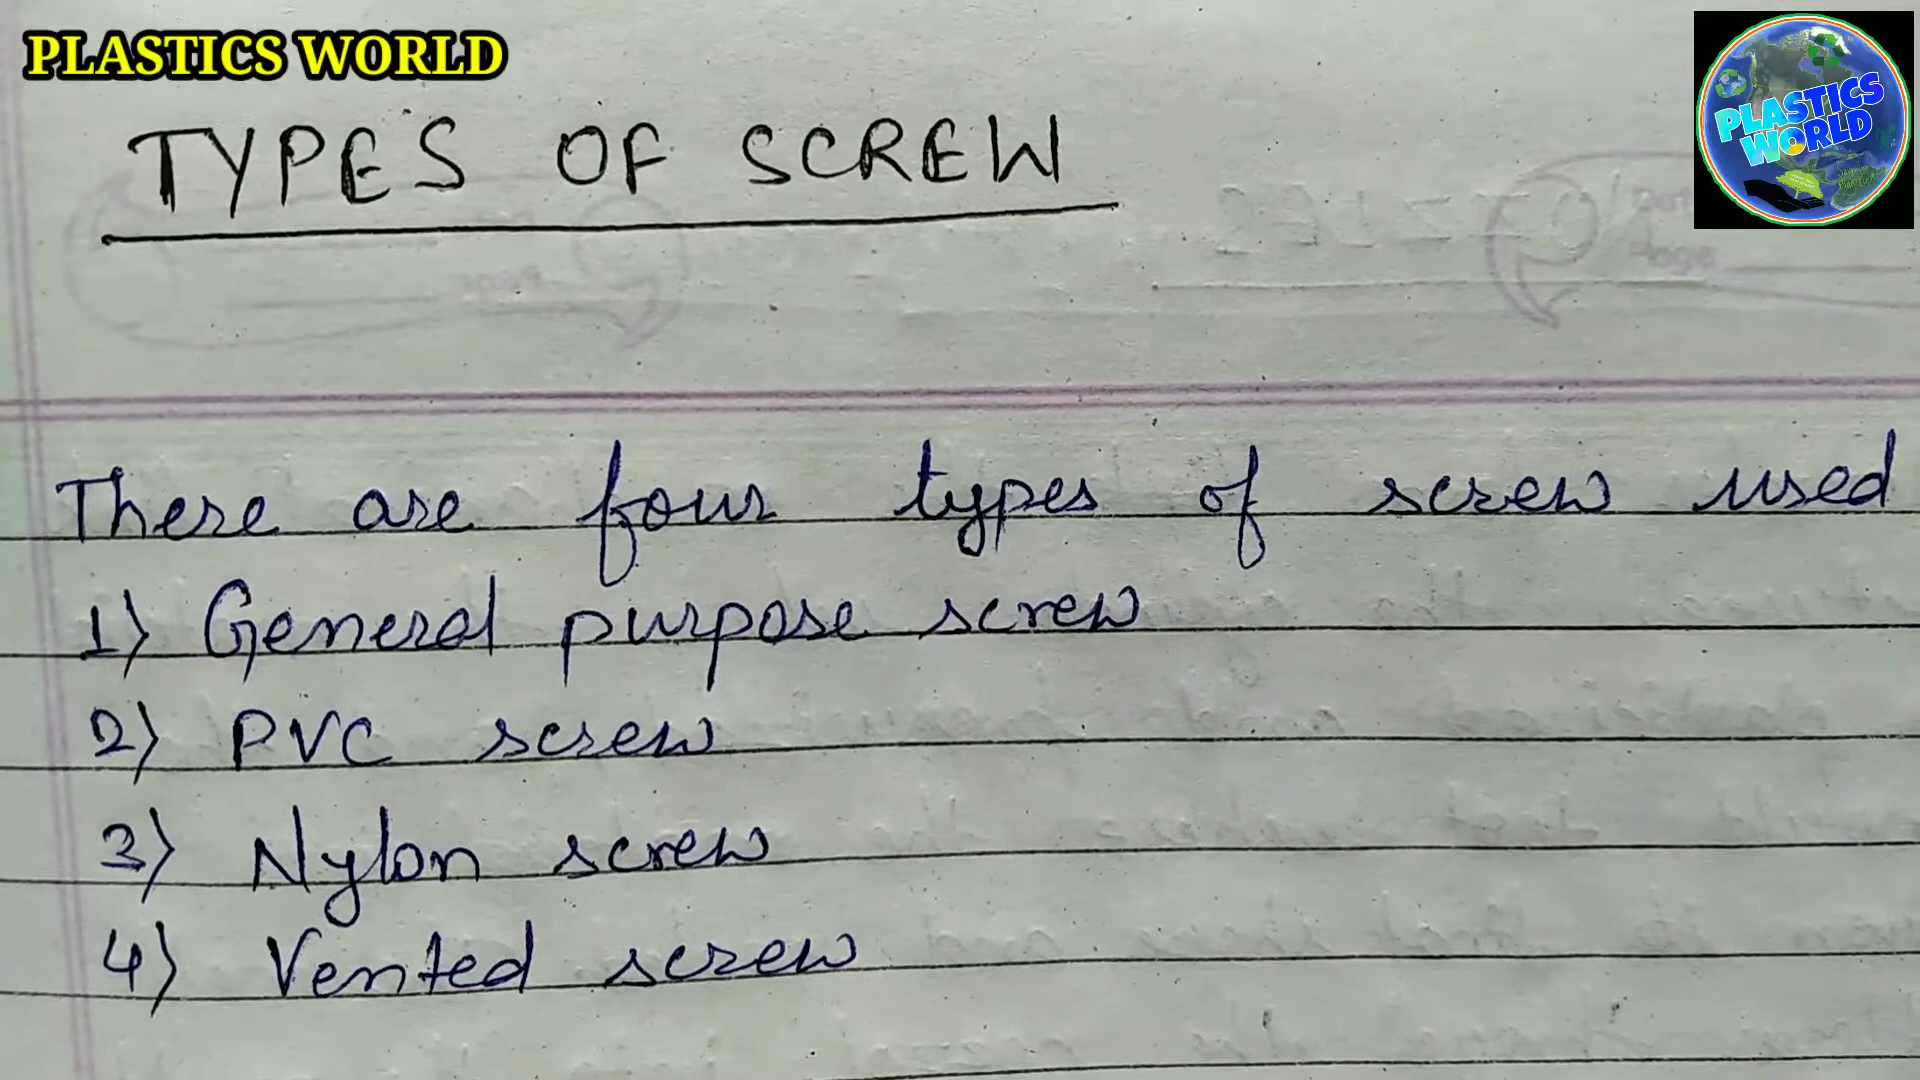 PLASTICS WORLD
PLASTICS
WORLD
TYPES OF SCREW
There are four types of screw used
1) General purpose screw
2) PVC screw
3) Nylon screw
4) Vented screw